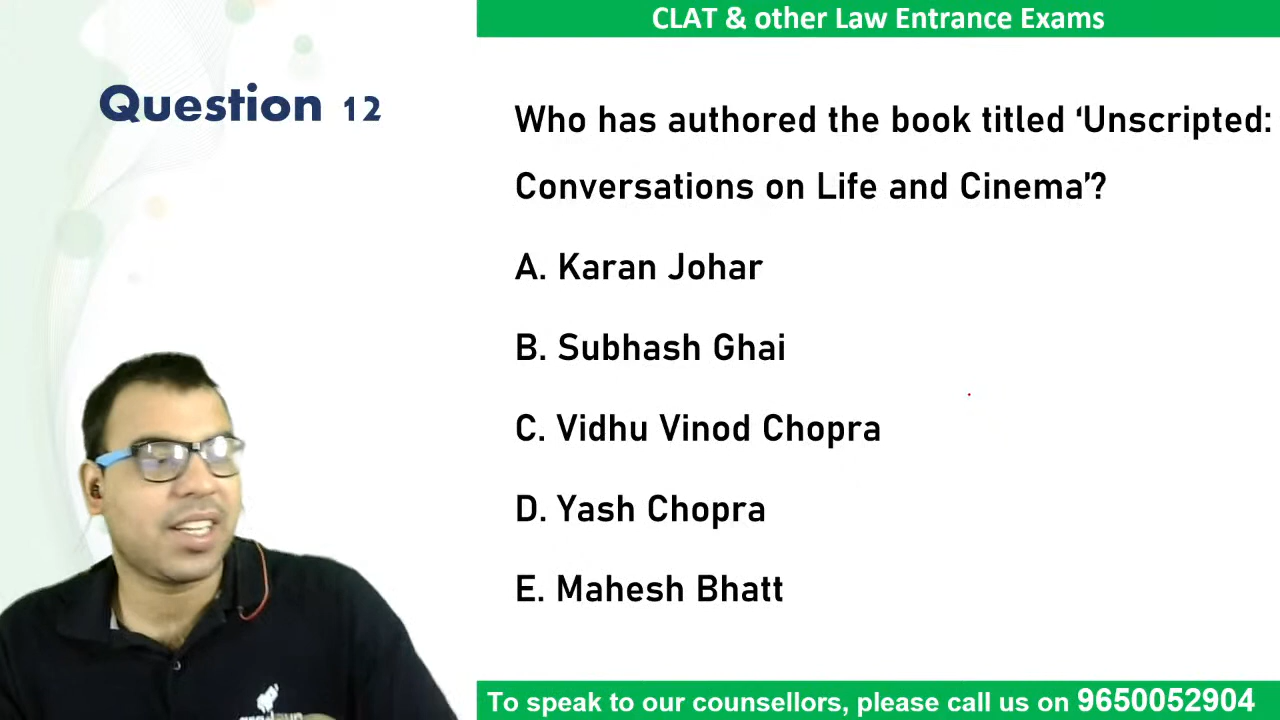 CLAT & other Law Entrance Exams
Question 12
Who has authored the book titled ‘Unscripted:
Conversations on Life and Cinema’?
A. Karan Johar
B. Subhash Ghai
C. Vidhu Vinod Chopra
D. Yash Chopra
E. Mahesh Bhatt
To speak to our counsellors, please call us on 9650052904